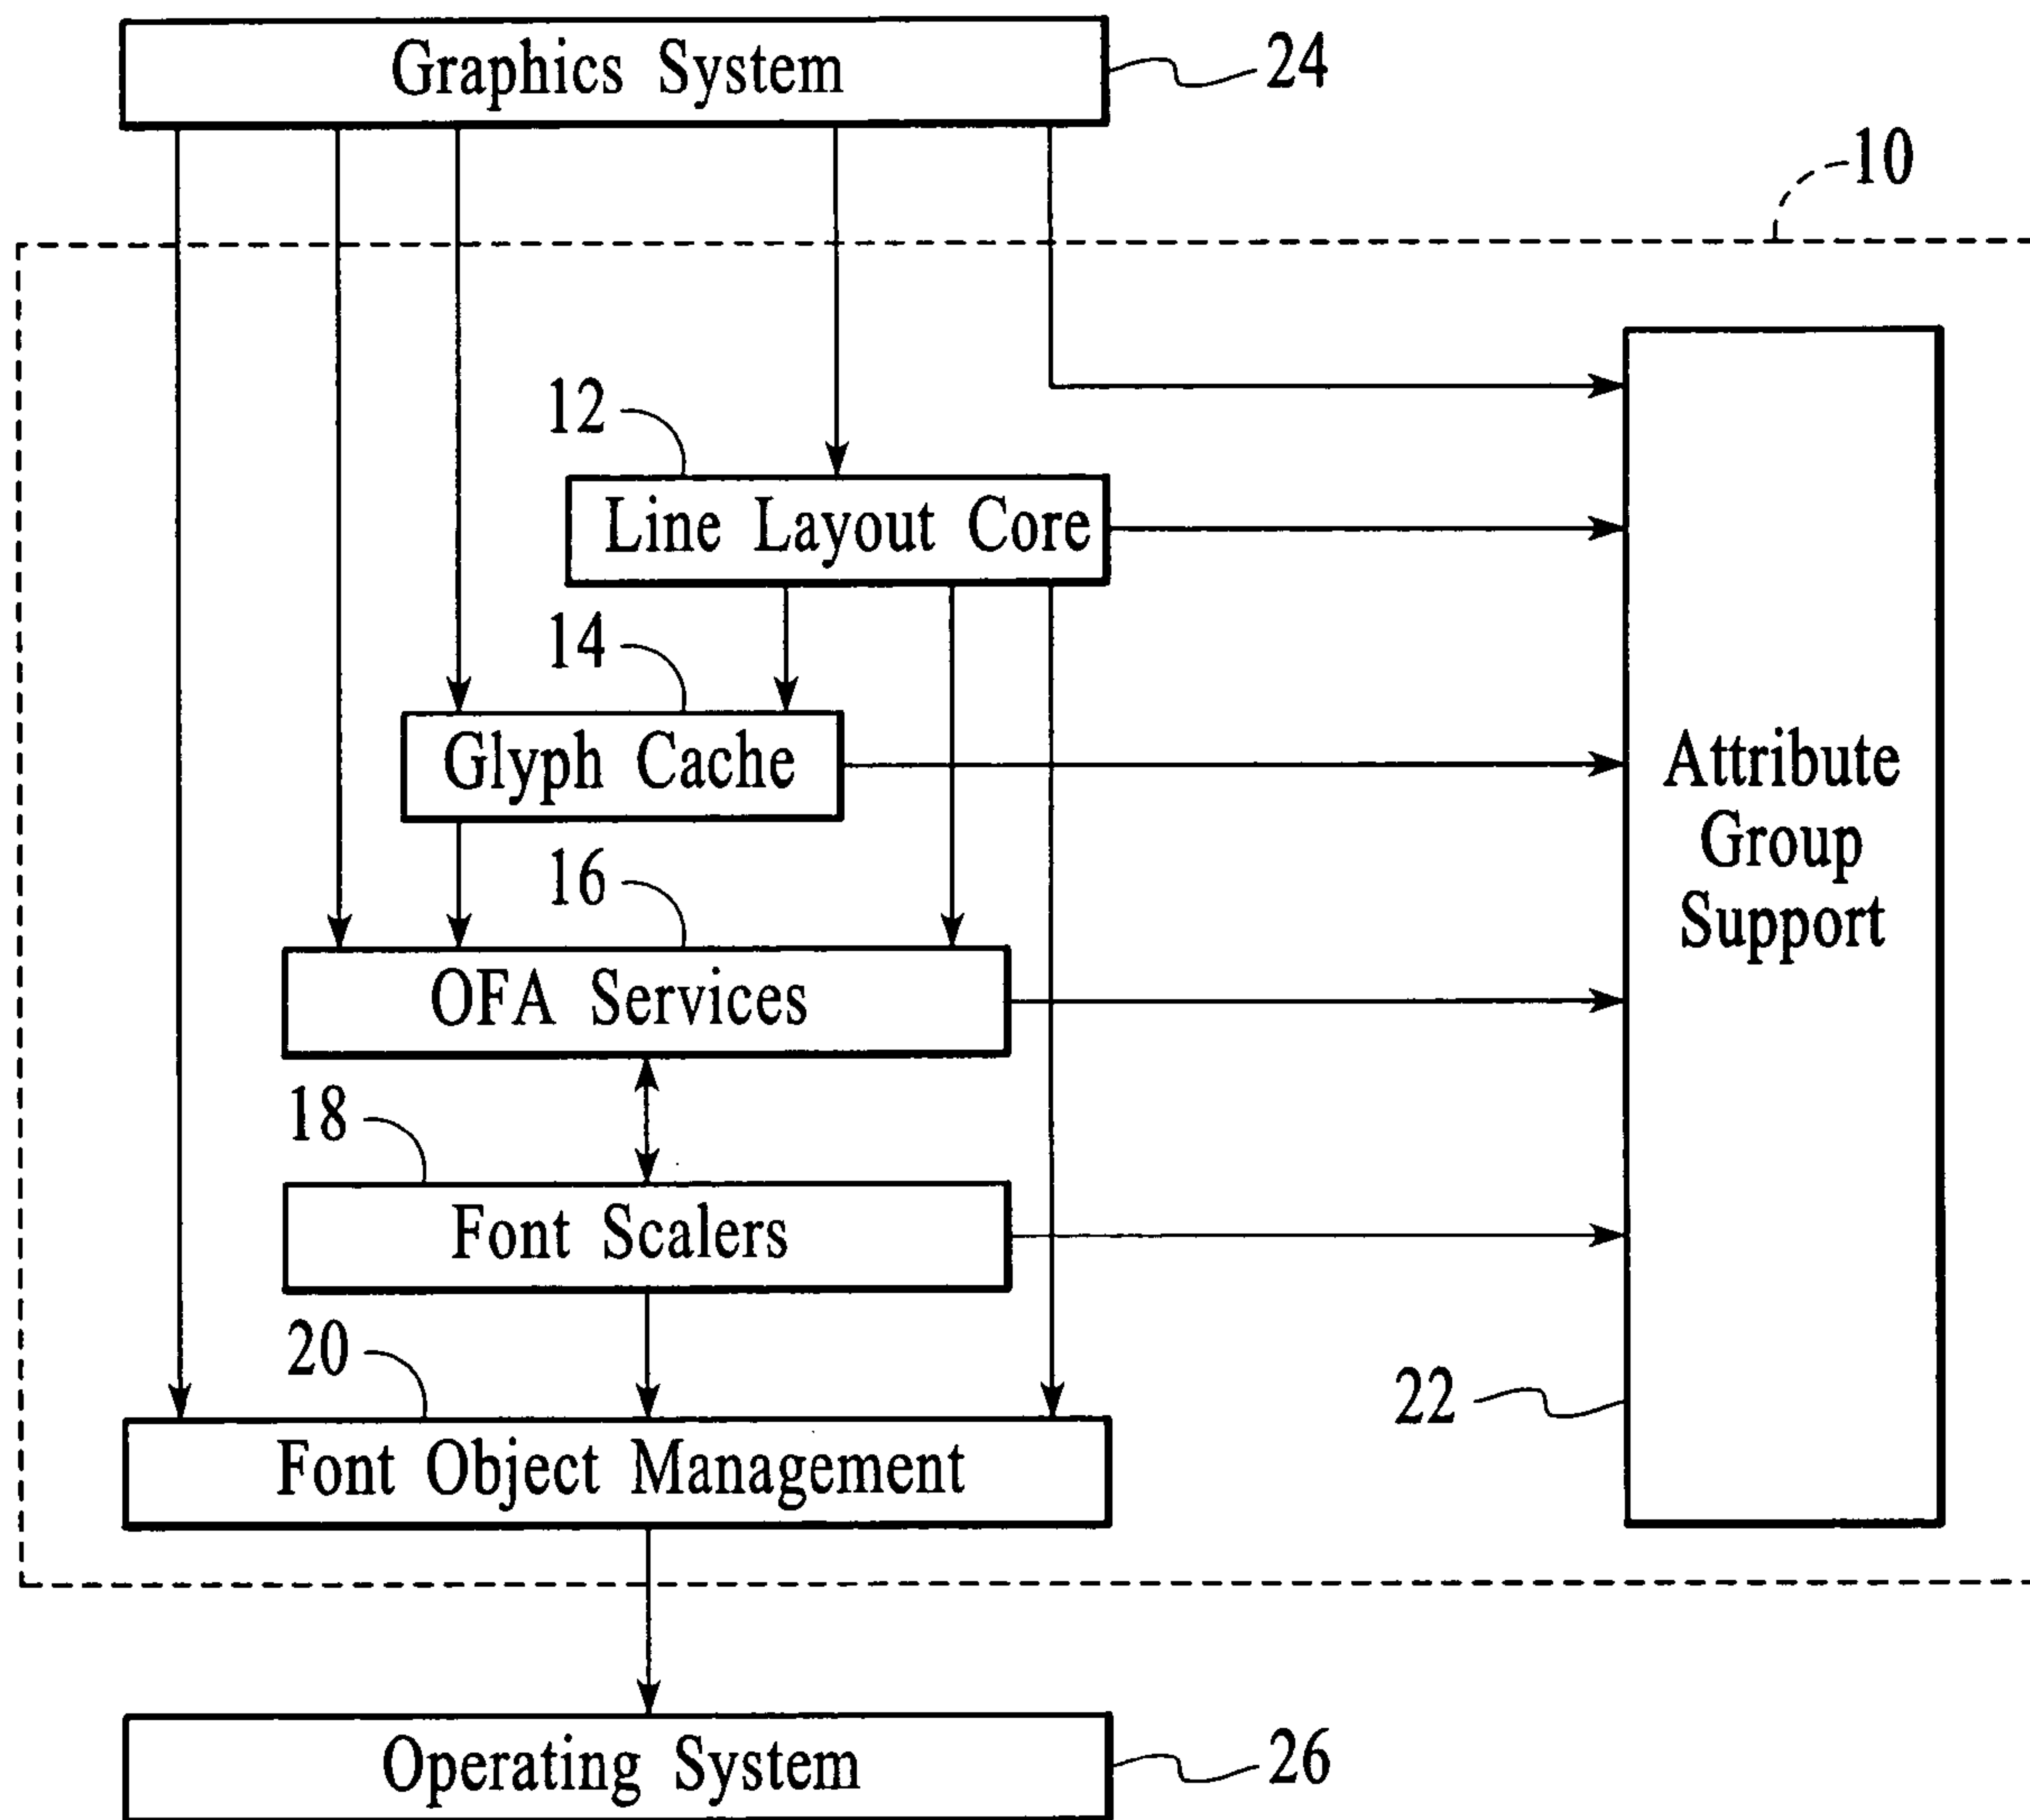 Graphics System
24
10
12
Line Layout Core
14
Glyph Cache
Attribute
Group
Support
16
OFA Services
18
Font Scalers
20
22
Font Object Management
Operating System
26